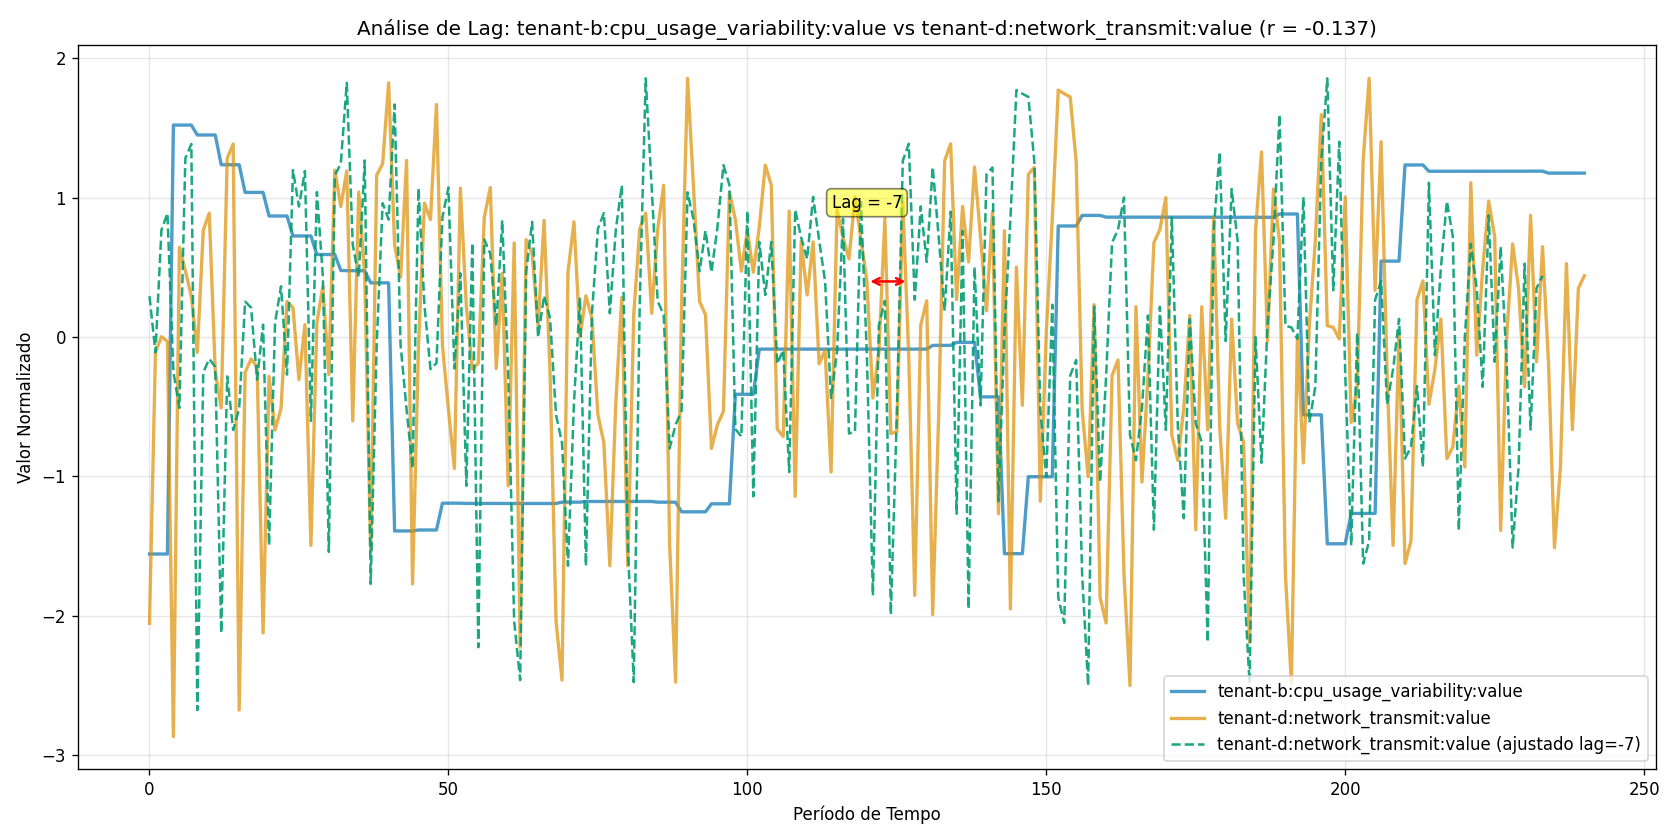 Análise de Lag: tenant-b:cpu_usage_variability:value vs tenant-d:network_transmit:value (r = -0.137)
2
1
0
−1
−2
−3
Valor Normalizado
Lag = -7
tenant-b:cpu_usage_variability:value
tenant-d:network_transmit:value
tenant-d:network_transmit:value (ajustado lag=-7)
0
50
100
150
200
250
Período de Tempo